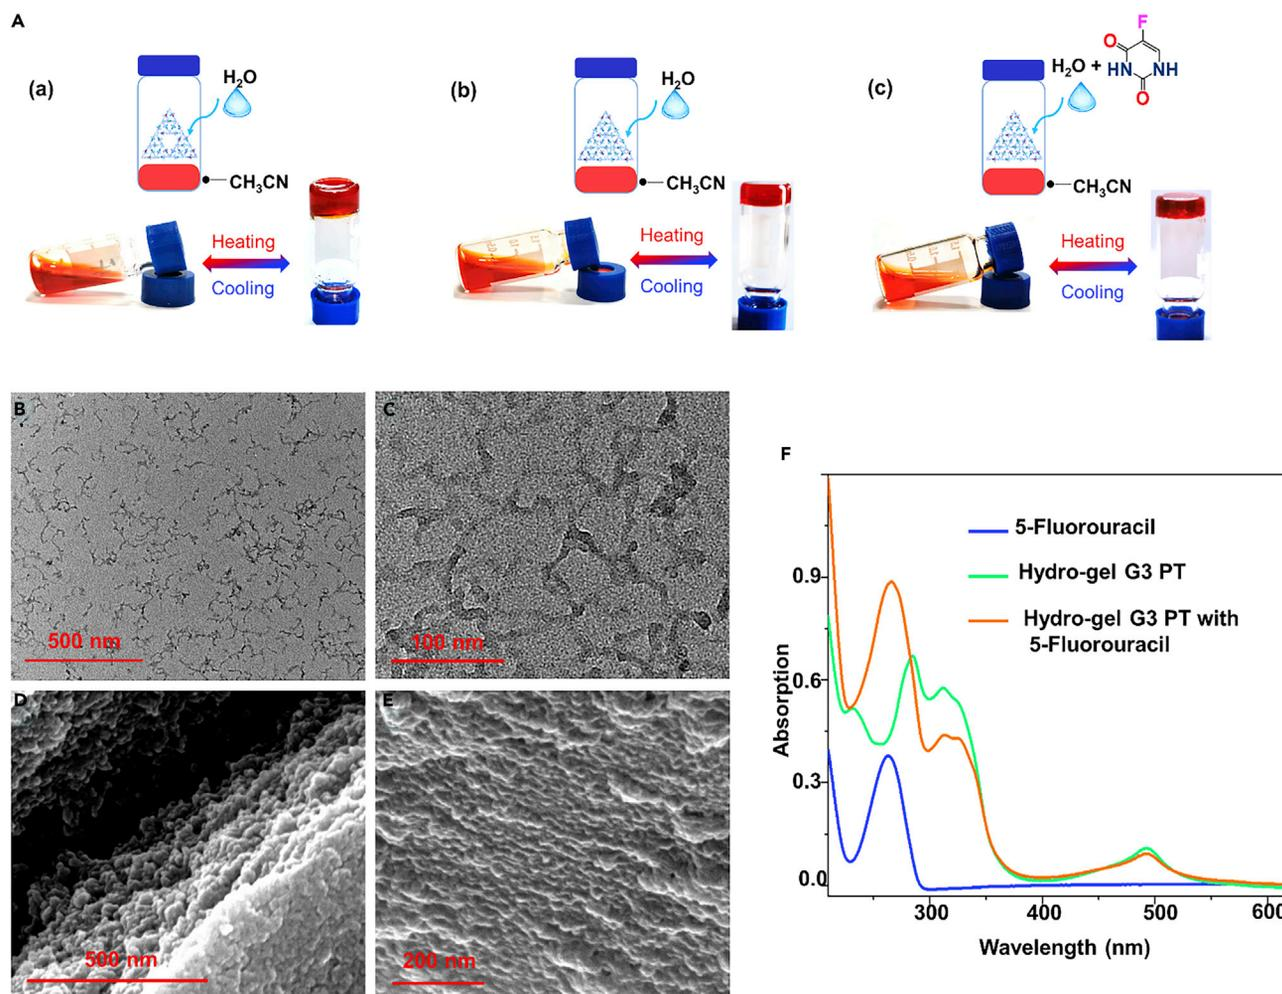 A
(a)
H₂O
CH₃CN
Heating
Cooling
(b)
H₂O
CH₃CN
Heating
Cooling
(c)
H₂O +
F
O
HN NH
O
CH₃CN
Heating
Cooling
B
500 nm
C
100 nm
D
500 nm
E
200 nm
F
5-Fluorouracil
Hydro-gel G3 PT
Hydro-gel G3 PT with
5-Fluorouracil
Absorption
0.9
0.6
0.3
0.0
300 400 500 600
Wavelength (nm)